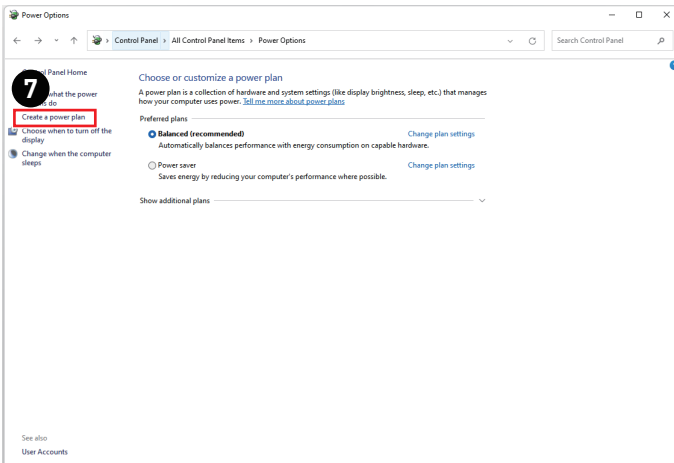 Power Options
Control Panel > All Control Panel Items > Power Options
Search Control Panel
Panel Home
7
what the power
do
Create a power plan
Choose when to turn off the
display
Change when the computer
sleeps
Choose or customize a power plan
A power plan is a collection of hardware and system settings (like display brightness, sleep, etc.) that manages
how your computer uses power. Tell me more about power plans
Preferred plans
Balanced (recommended)
Change plan settings
Automatically balances performance with energy consumption on capable hardware.
Power saver
Change plan settings
Saves energy by reducing your computer's performance where possible.
Show additional plans
See also
User Accounts